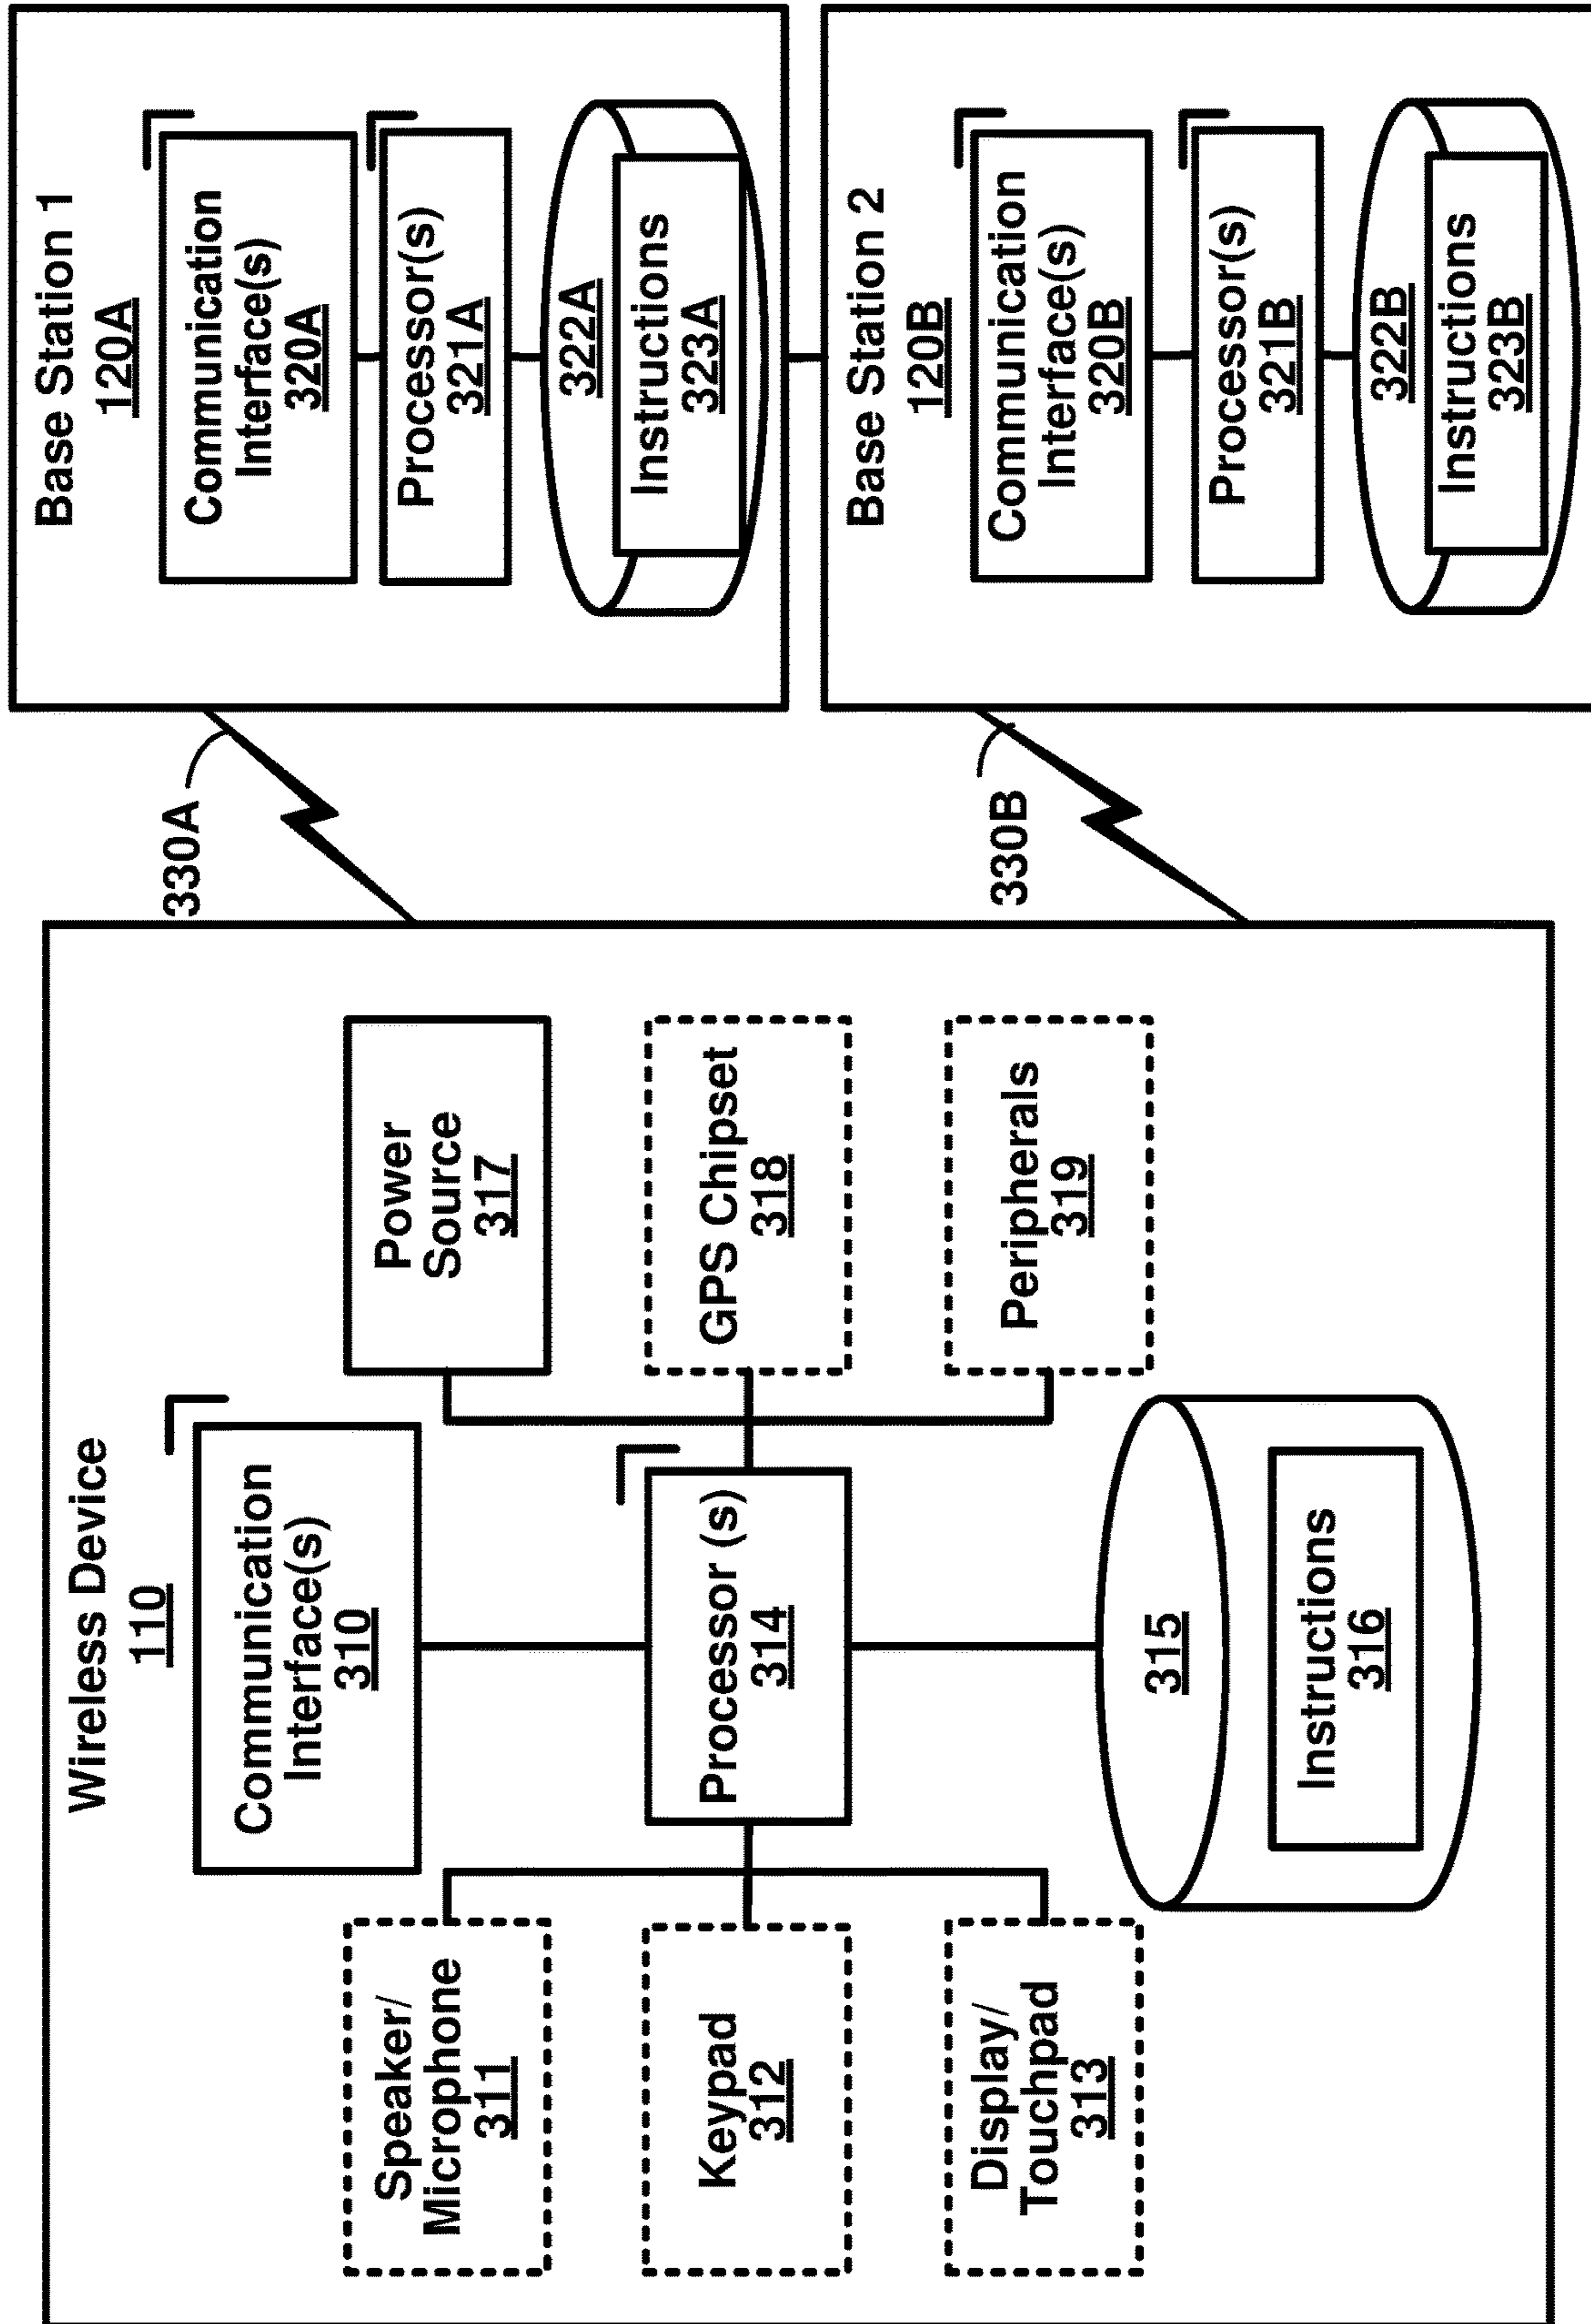 Wireless Device
110
Communication
Interface(s)
310
Speaker/
Microphone
311
Keypad
312
Display/
Touchpad
313
Processor (s)
314
315
Instructions
316
Power
Source
317
GPS Chipset
318
Peripherals
319
330A
330B
Base Station 1
120A
Communication
Interface(s)
320A
Processor(s)
321A
322A
Instructions
323A
Base Station 2
120B
Communication
Interface(s)
320B
Processor(s)
321B
322B
Instructions
323B